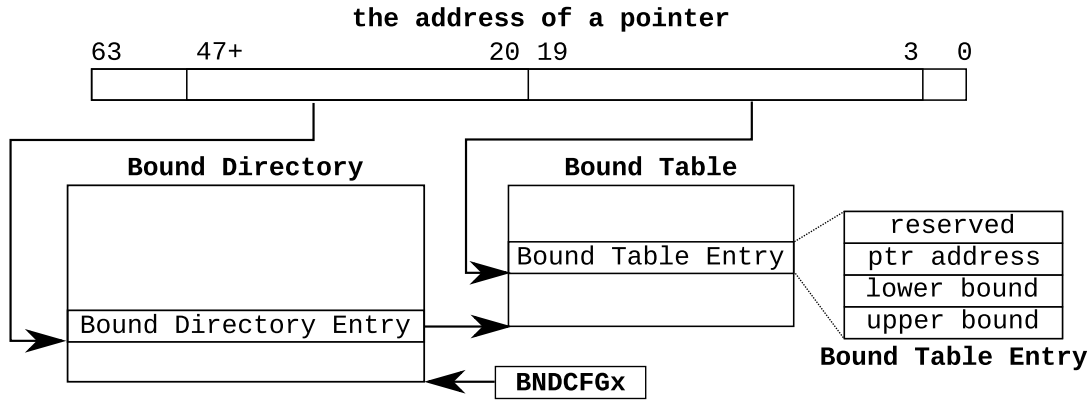 the address of a pointer
63 47+ 20 19 3 0
Bound Directory
Bound Table
reserved
Bound Table Entry
ptr address
lower bound
Bound Directory Entry
upper bound
Bound Table Entry
BNDCFGx